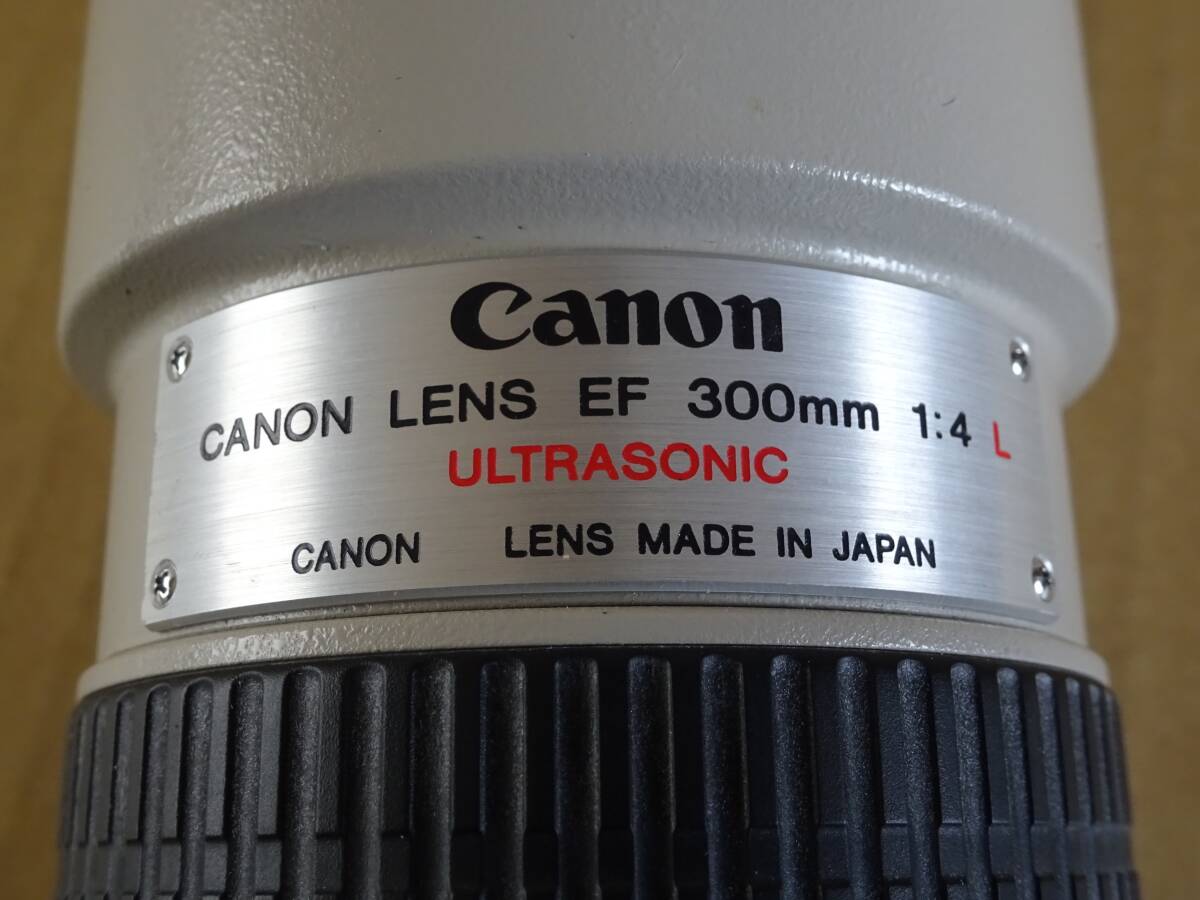 Canon
CANON LENS EF 300mm 1:4 L
ULTRASONIC
CANON LENS MADE IN JAPAN